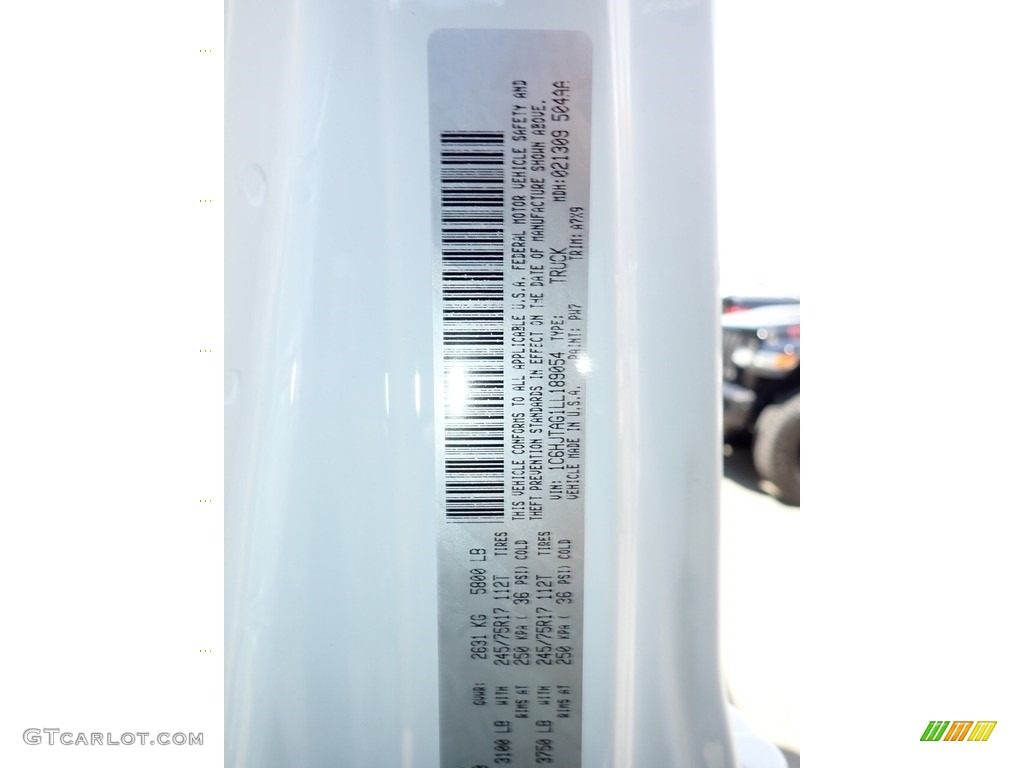 THIS VEHICLE CONFORMS TO ALL APPLICABLE U.S.A. FEDERAL MOTOR VEHICLE SAFETY AND
THEFT PREVENTION STANDARDS IN EFFECT ON THE DATE OF MANUFACTURE SHOWN ABOVE.
VIN: 1C6HJTAG1LL189054 TYPE: TRUCK MDH:021309 504AA
VEHICLE MADE IN U.S.A. PAINT: PW7 TRIM: A7X9
GVWR: 2631 KG 5800 LB
3100 LB WITH 245/75R17 112T TIRES
RIMS AT 250 KPA ( 36 PSI) COLD
3750 LB WITH 245/75R17 112T TIRES
RIMS AT 250 KPA ( 36 PSI) COLD
GTCarlot.com